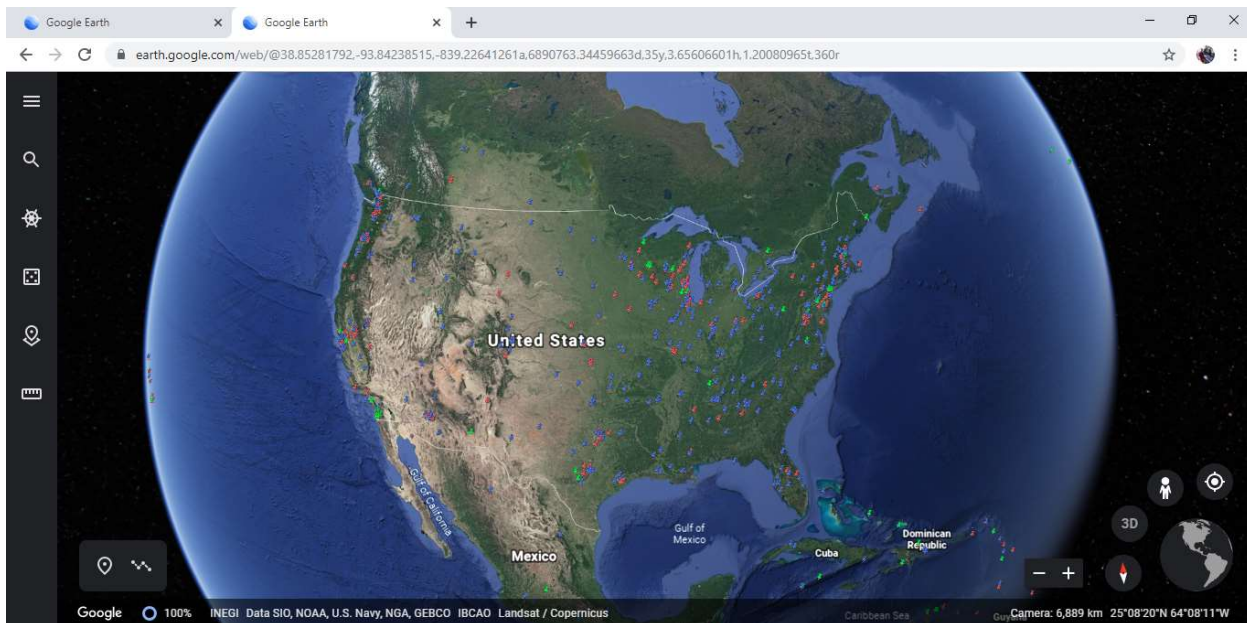 Google Earth
Google Earth
earth.google.com/web/@38.85281792,-93.84238515,-839.22641261a,6890763.34459663d,35y,3.65606601h,1.20080965t,360r
United States
Gulf of California
Gulf of
Mexico
Mexico
Cuba
Dominican
Republic
3D
Google
100%
INEGI Data SIO, NOAA, U.S. Navy, NGA, GEBCO IBCAO Landsat / Copernicus
Caribbean Sea
Camera: 6,889 km 25°08'20"N 64°08'11"W